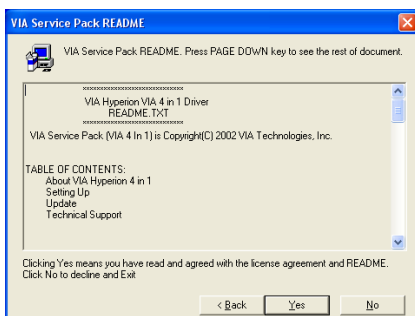 VIA Service Pack README
VIA Service Pack README. Press PAGE DOWN key to see the rest of document.
xxxxxxxxxxxxxxxxxxxxxxxxxxxx
VIA Hyperion VIA 4 in 1 Driver
README.TXT
xxxxxxxxxxxxxxxxxxxxxxxxxxxx
VIA Service Pack (VIA 4 In 1) is Copyright(C) 2002 VIA Technologies, Inc.
TABLE OF CONTENTS:
About VIA Hyperion 4 in 1
Setting Up
Update
Technical Support
Clicking Yes means you have read and agreed with the license agreement and README.
Click No to decline and Exit
< Back
Yes
No